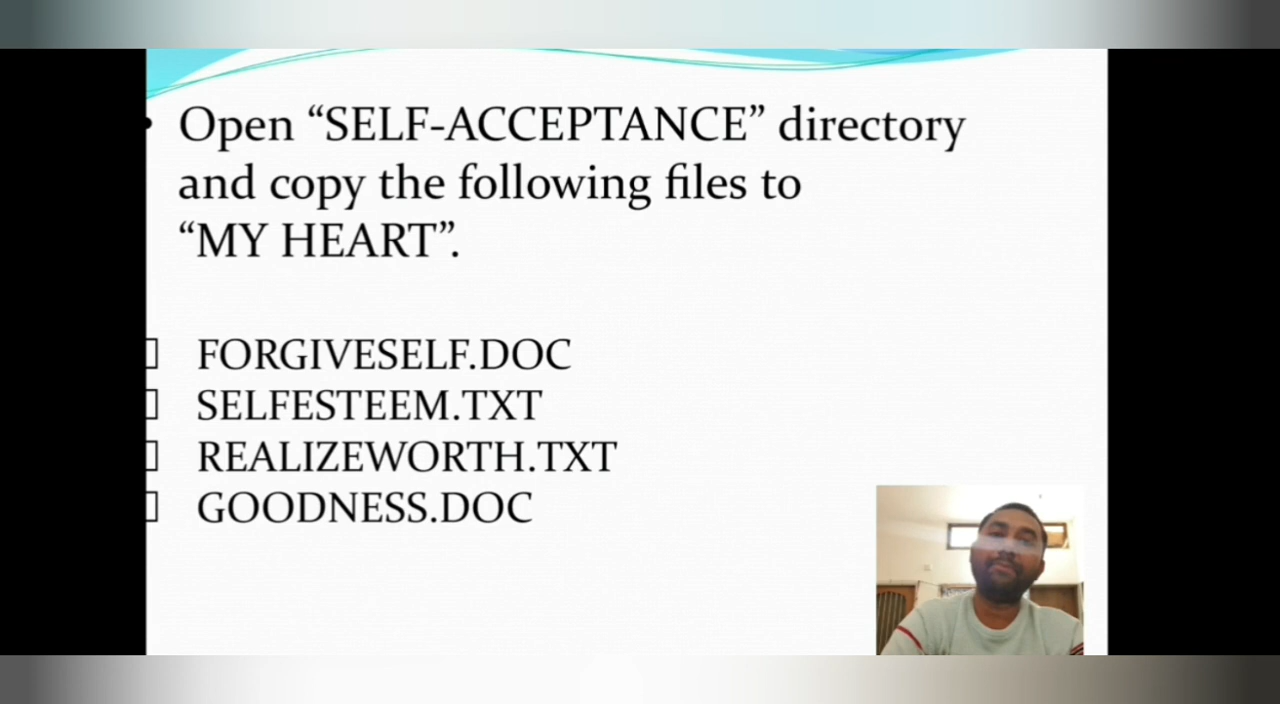 • Open “SELF-ACCEPTANCE” directory
and copy the following files to
“MY HEART”.
FORGIVESELF.DOC
SELFESTEEM.TXT
REALIZEWORTH.TXT
GOODNESS.DOC